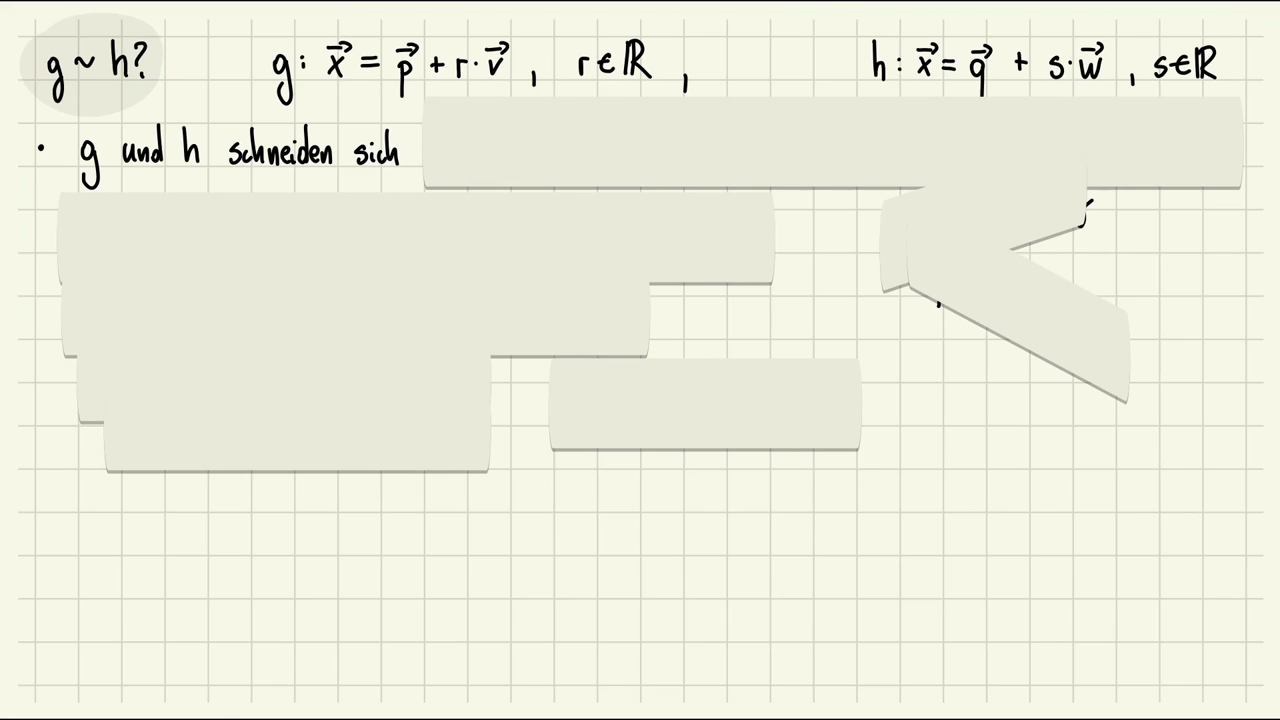 g ~ h? g: x⃗ = p⃗ + r·v⃗ , r∈ℝ , h: x⃗ = q⃗ + s·w⃗ , s∈ℝ
· g und h schneiden sich